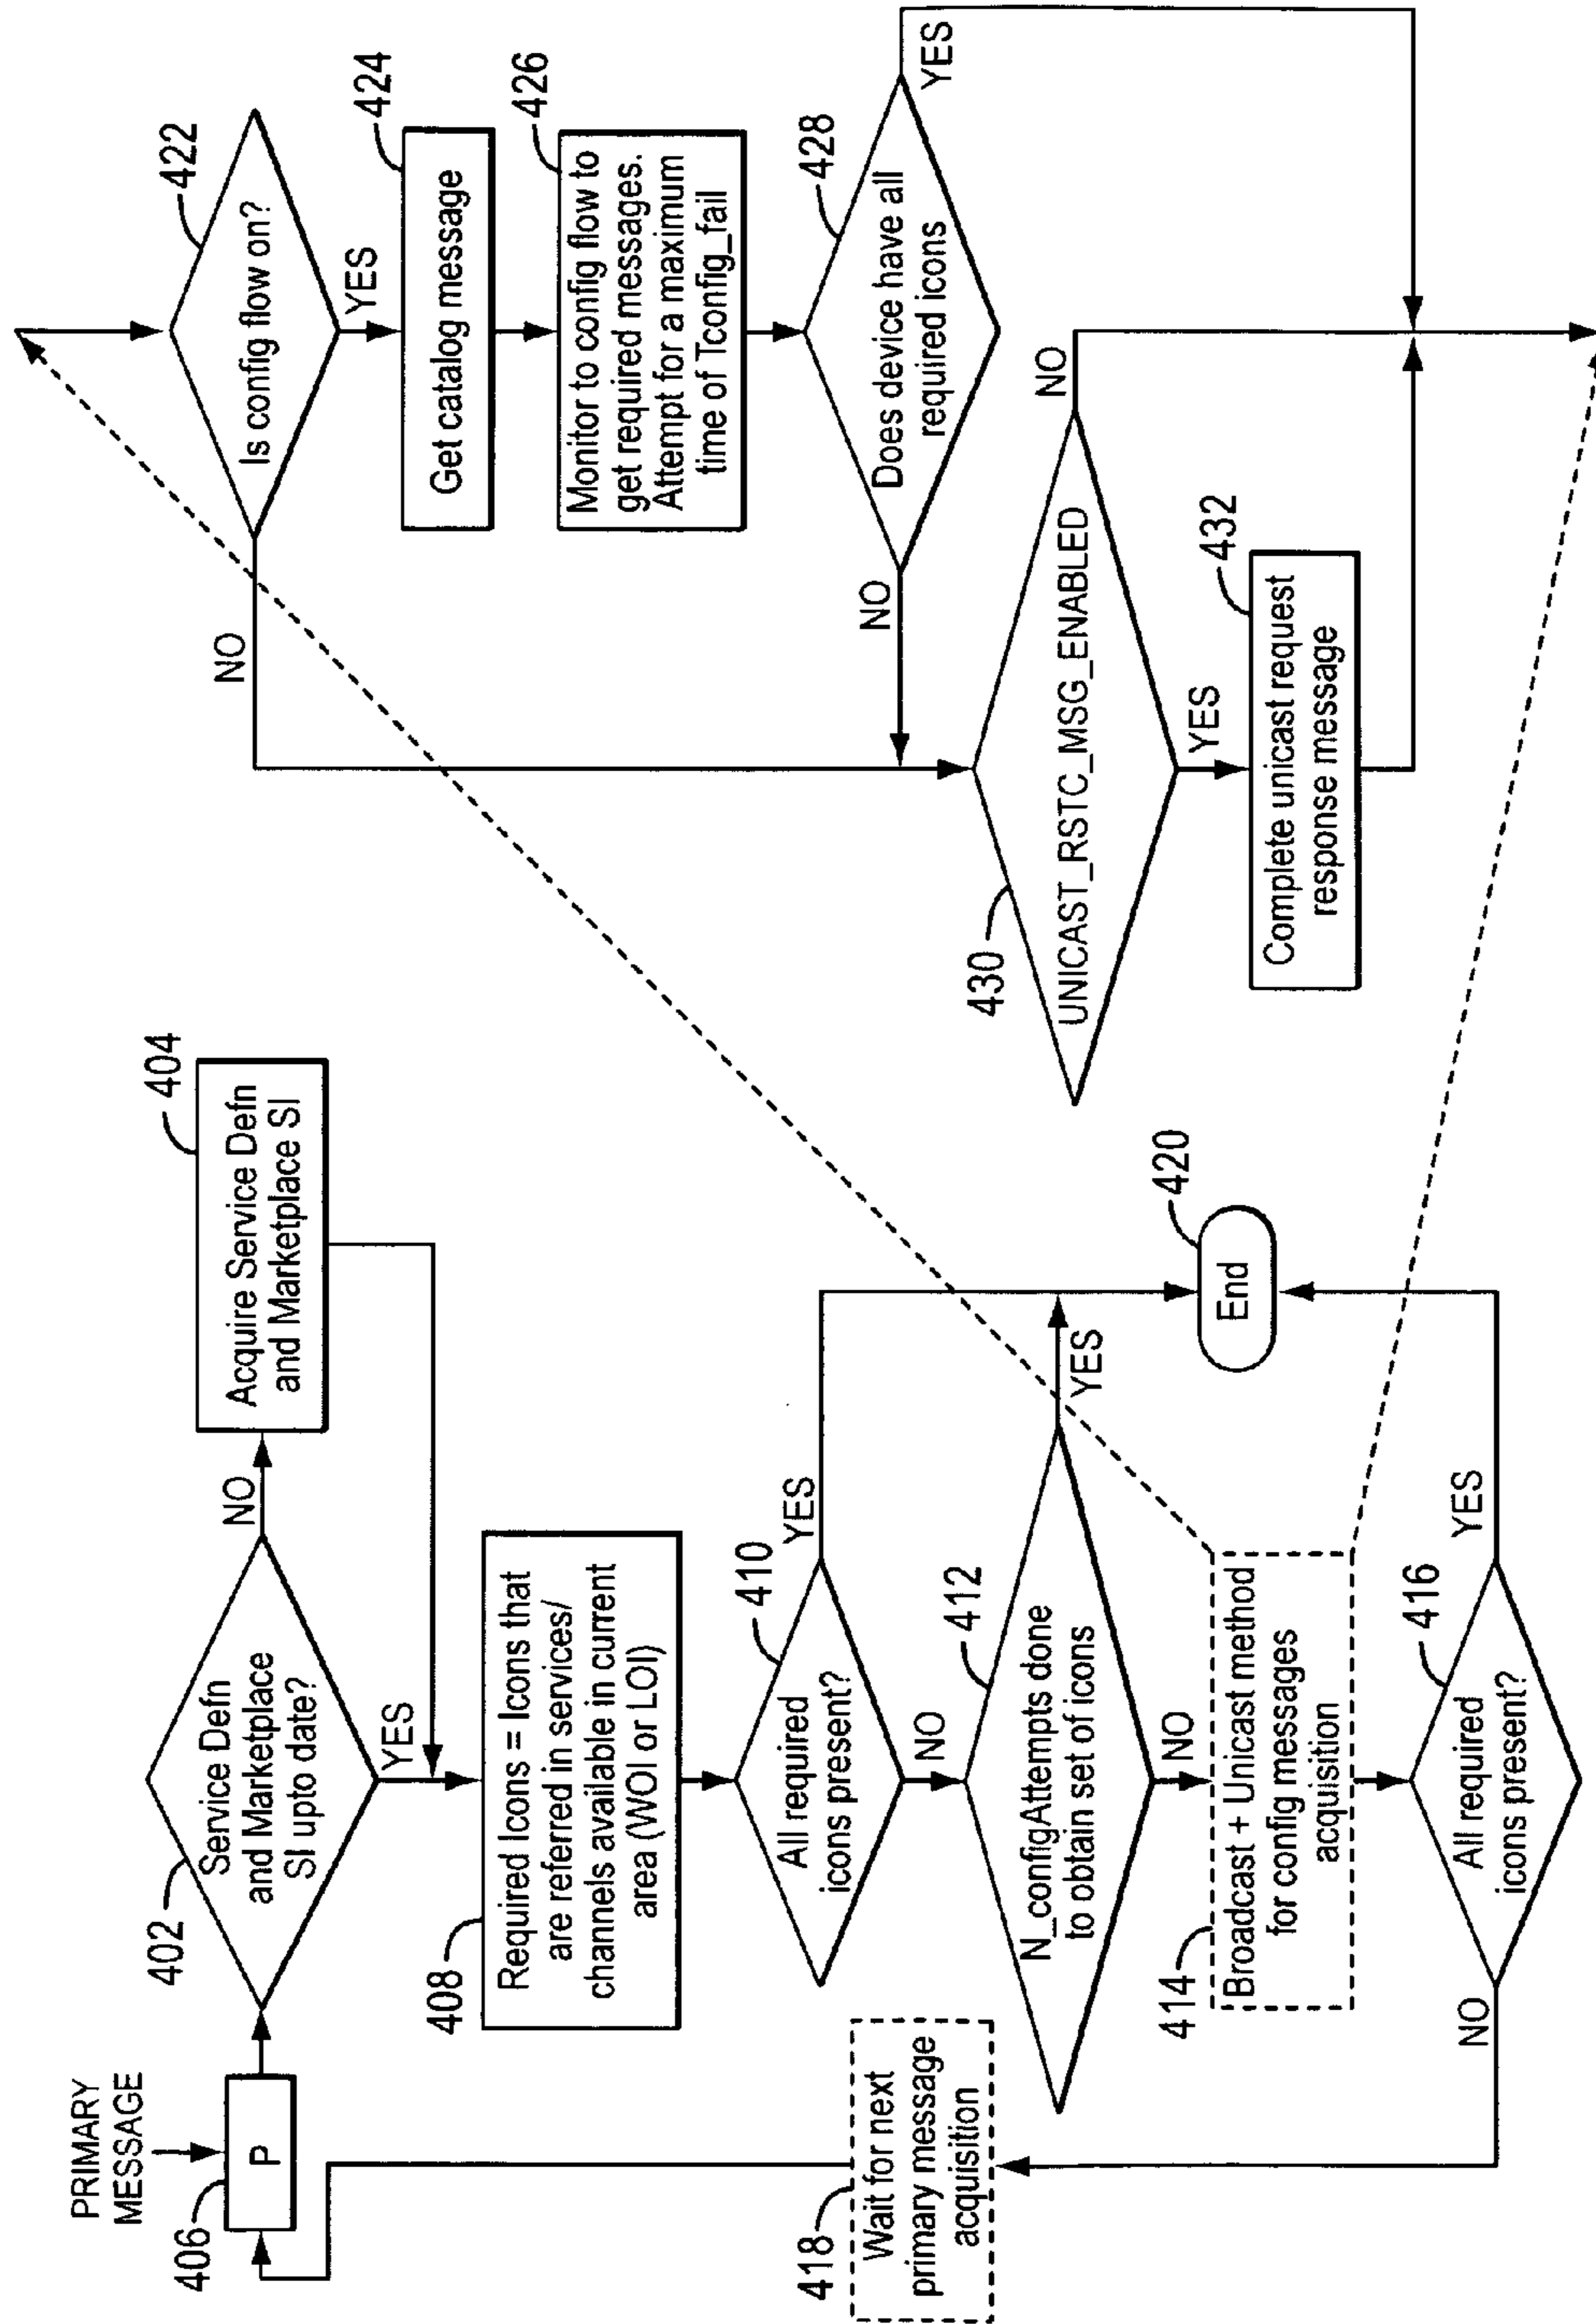 PRIMARY
MESSAGE
406
P
402
Service Defn
and Marketplace
SI upto date?
NO
404
Acquire Service Defn
and Marketplace SI
YES
408
Required Icons = Icons that
are referred in services/
channels available in current
area (WOI or LOI)
410
All required
icons present?
YES
NO
412
N_configAttempts done
to obtain set of icons
YES
NO
414
Broadcast + Unicast method
for config messages
acquisition
416
All required
icons present?
YES
NO
418
Wait for next
primary message
acquisition
420
End
422
Is config flow on?
NO
YES
424
Get catalog message
426
Monitor to config flow to
get required messages.
Attempt for a maximum
time of Tconfig_fail
428
Does device have all
required icons
YES
NO
430
UNICAST_RSTC_MSG_ENABLED
NO
YES
432
Complete unicast request
response message